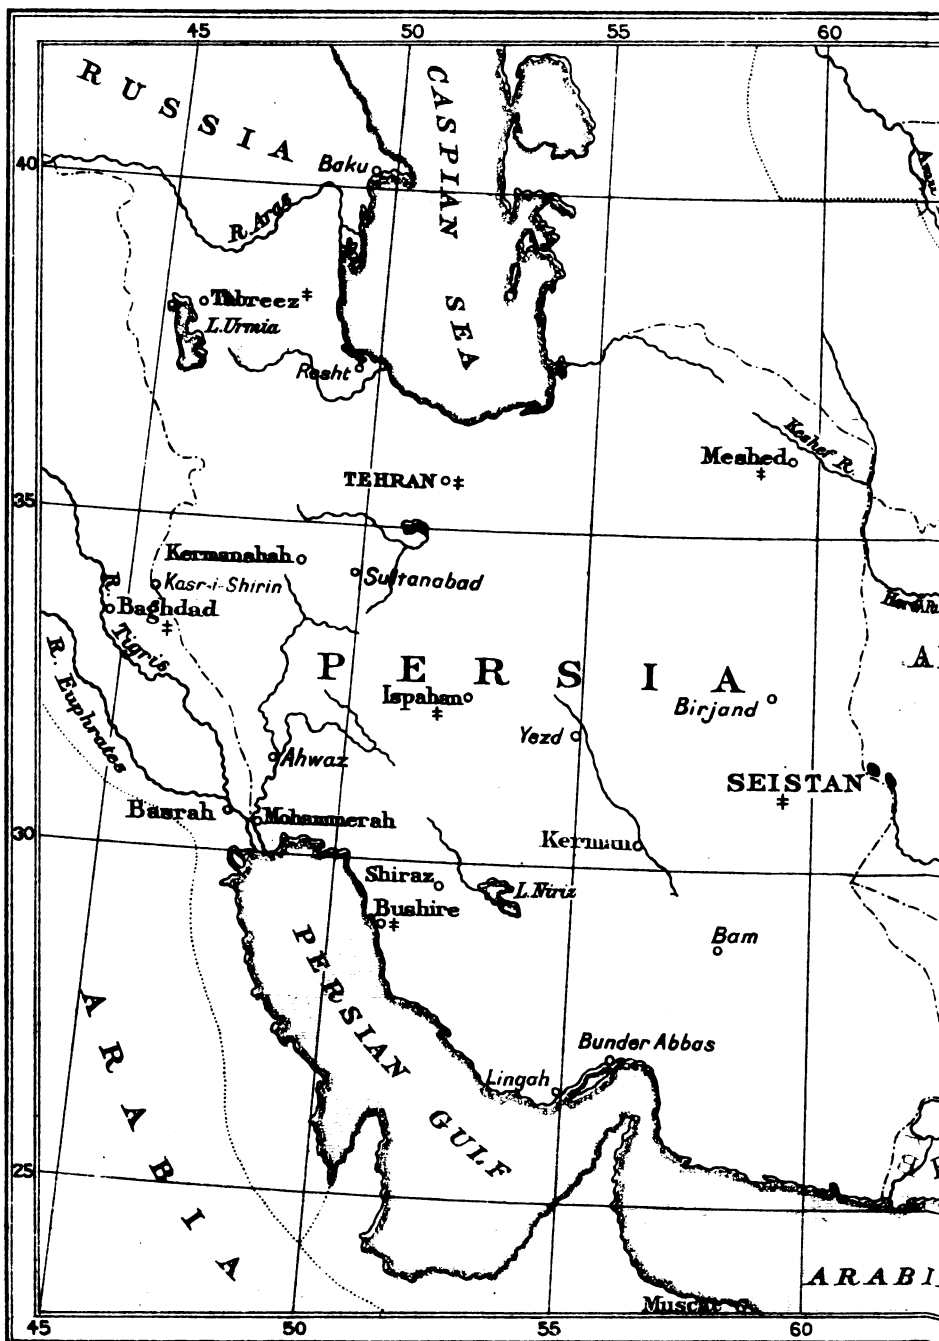 45 50 55 60
RUSSIA
CASPIAN SEA
40
Baku
R. Aras
Tabreez ‡
L. Urmia
Resht
Keshef R.
Meshed ‡
TEHRAN ‡
35
Kermanahah
Kasr-i-Shirin
Sultanabad
Baghdad ‡
R. Tigris
R. Euphrates
PERSIA
Ispahan ‡
Birjand
Yezd
Ahwaz
SEISTAN ‡
Basrah
Mohammerah
30
Kerman
Shiraz
L. Niriz
Bushire ‡
Bam
PERSIAN GULF
ARABIA
Bunder Abbas
Lingah
25
ARABI
Muscat
45 50 55 60